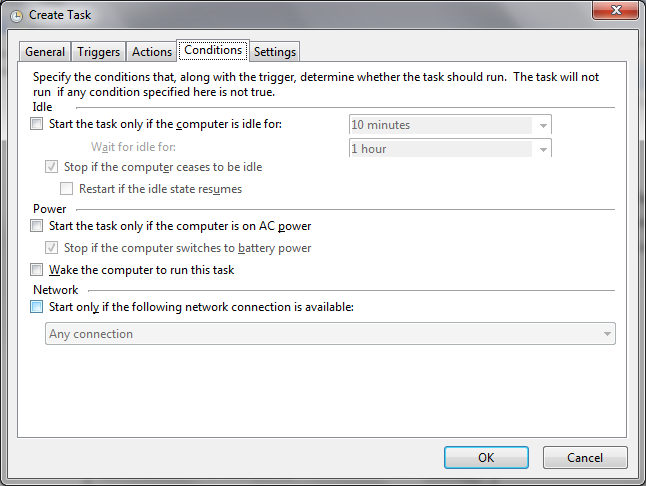 Create Task
General Triggers Actions Conditions Settings
Specify the conditions that, along with the trigger, determine whether the task should run. The task will not
run if any condition specified here is not true.
Idle
Start the task only if the computer is idle for: 10 minutes
Wait for idle for: 1 hour
Stop if the computer ceases to be idle
Restart if the idle state resumes
Power
Start the task only if the computer is on AC power
Stop if the computer switches to battery power
Wake the computer to run this task
Network
Start only if the following network connection is available:
Any connection
OK Cancel